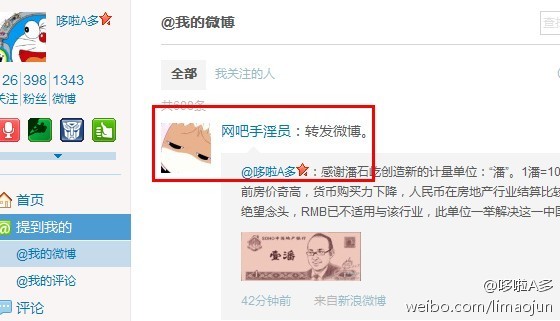 @我的微博
查找
哆啦A多
全部 我关注的人
26 398 1343
关注 粉丝 微博
网吧手淫员：转发微博。
@哆啦A多：感谢潘石屹创造新的计量单位：“潘”。1潘=10
前房价奇高，货币购买力下降，人民币在房地产行业结算比较
绝望念头，RMB已不适用与该行业，此单位一举解决这一中国
首页
提到我的
@我的微博
@我的评论
评论
壹潘
42分钟前 来自新浪微博
@哆啦A多
weibo.com/limaojun